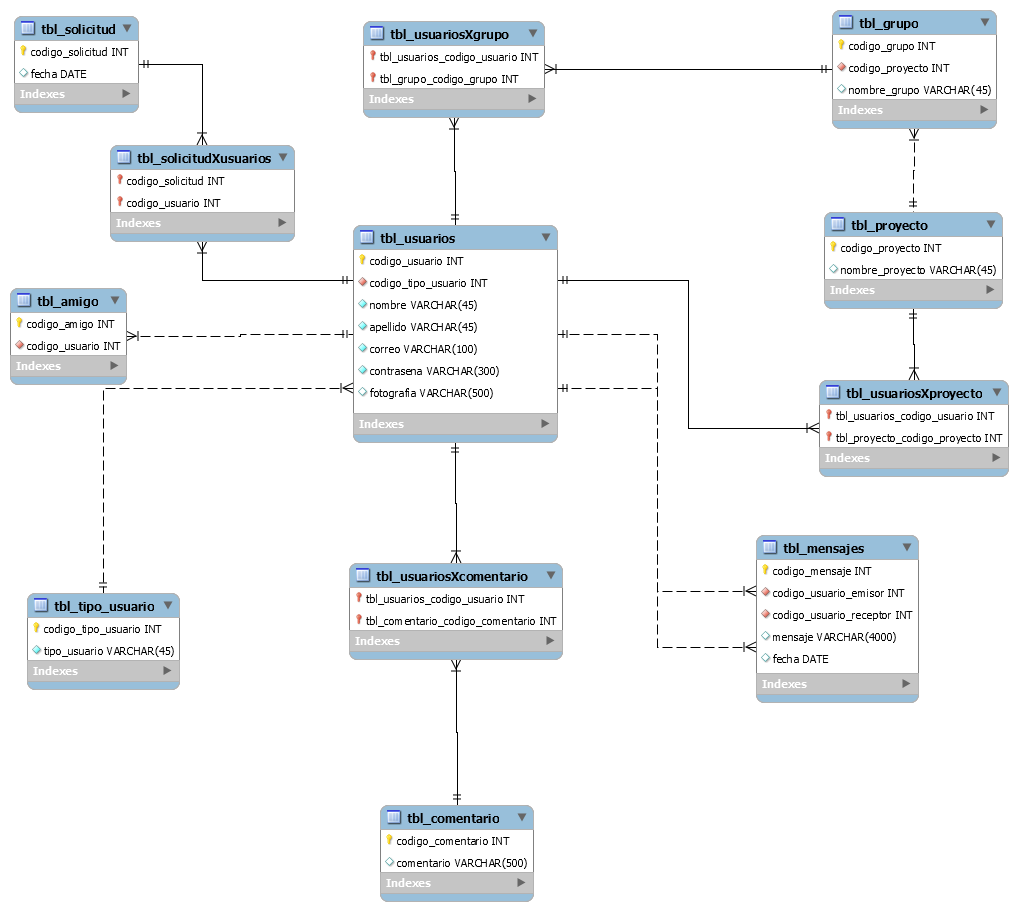 tbl_solicitud
codigo_solicitud INT
fecha DATE
Indexes
tbl_usuariosXgrupo
tbl_usuarios_codigo_usuario INT
tbl_grupo_codigo_grupo INT
Indexes
tbl_grupo
codigo_grupo INT
codigo_proyecto INT
nombre_grupo VARCHAR(45)
Indexes
tbl_solicitudXusuarios
codigo_solicitud INT
codigo_usuario INT
Indexes
tbl_usuarios
codigo_usuario INT
codigo_tipo_usuario INT
nombre VARCHAR(45)
apellido VARCHAR(45)
correo VARCHAR(100)
contrasena VARCHAR(300)
fotografia VARCHAR(500)
Indexes
tbl_proyecto
codigo_proyecto INT
nombre_proyecto VARCHAR(45)
Indexes
tbl_amigo
codigo_amigo INT
codigo_usuario INT
Indexes
tbl_usuariosXproyecto
tbl_usuarios_codigo_usuario INT
tbl_proyecto_codigo_proyecto INT
Indexes
tbl_mensajes
codigo_mensaje INT
codigo_usuario_emisor INT
codigo_usuario_receptor INT
mensaje VARCHAR(4000)
fecha DATE
Indexes
tbl_usuariosXcomentario
tbl_usuarios_codigo_usuario INT
tbl_comentario_codigo_comentario INT
Indexes
tbl_tipo_usuario
codigo_tipo_usuario INT
tipo_usuario VARCHAR(45)
Indexes
tbl_comentario
codigo_comentario INT
comentario VARCHAR(500)
Indexes